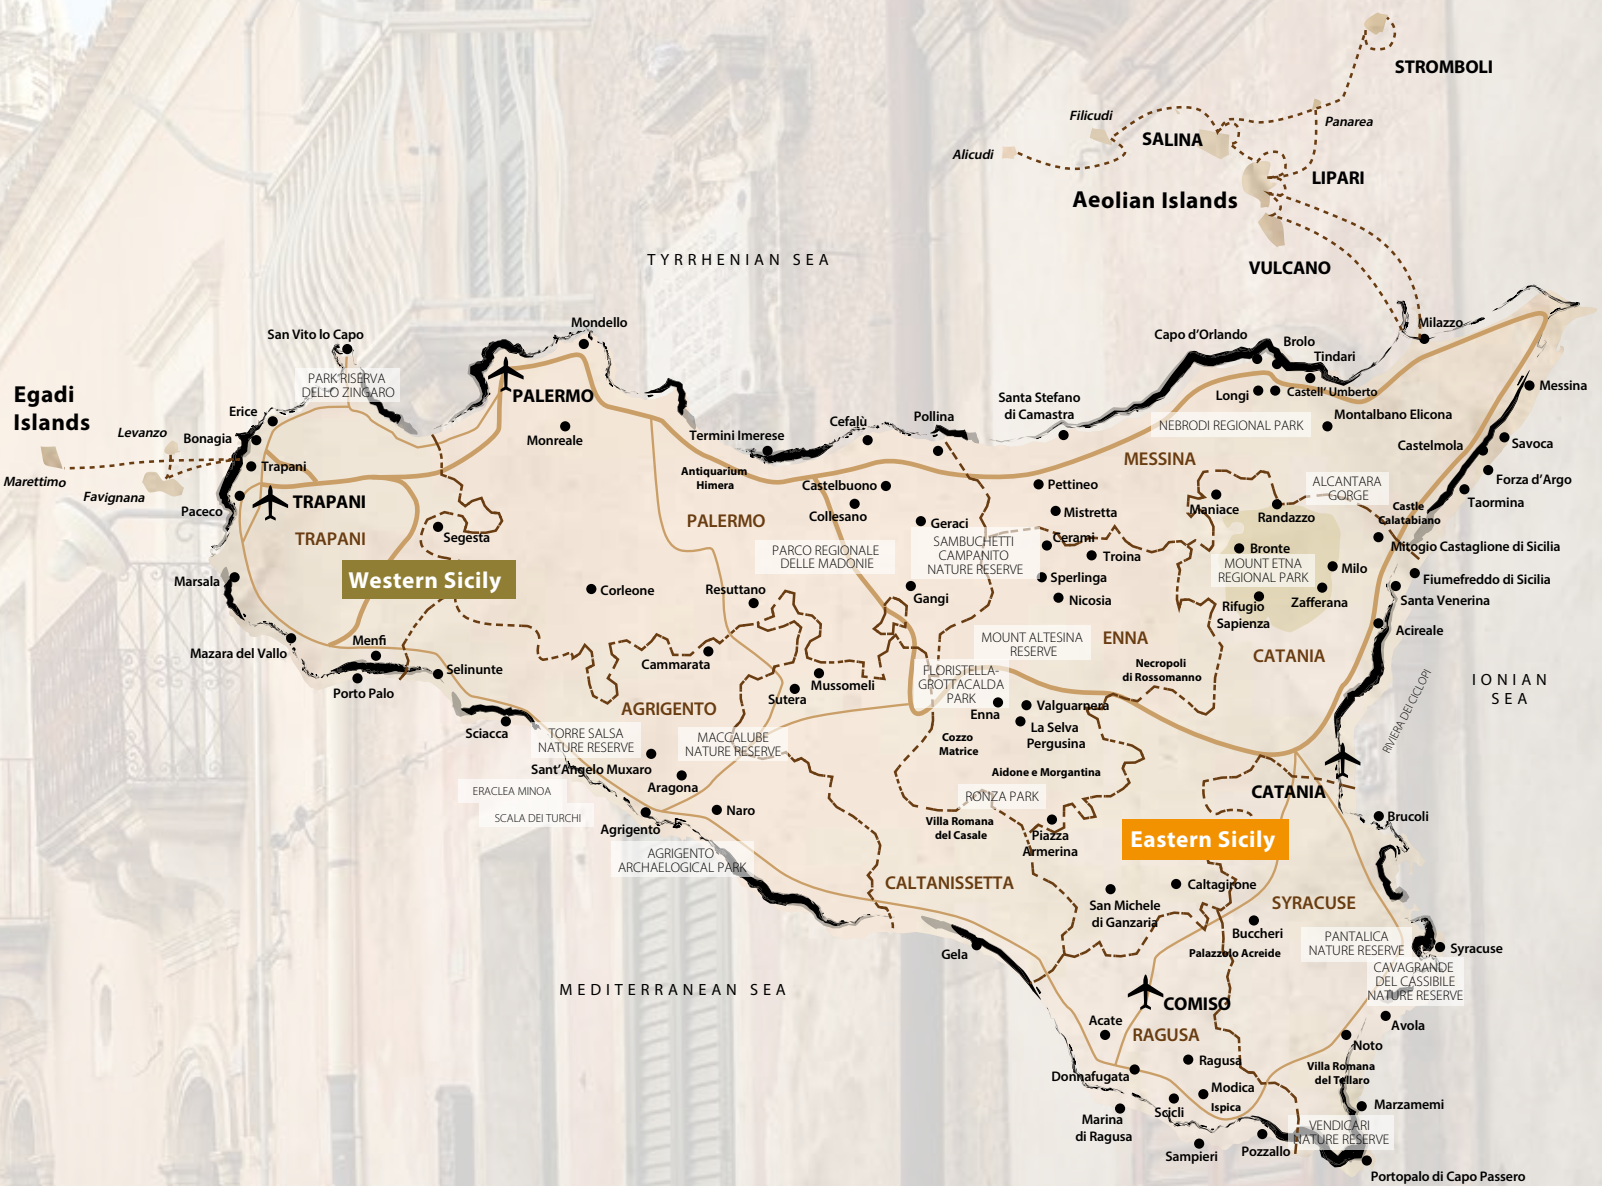 STROMBOLI
Filicudi
Panarea
SALINA
Alicudi
LIPARI
Aeolian Islands
TYRRHENIAN SEA
VULCANO
Mondello
San Vito lo Capo
Milazzo
Capo d'Orlando
Brolo
Tindari
PARK RISERVA
DELLO ZINGARO
Egadi
Islands
PALERMO
Messina
Longi
Castell' Umberto
Santa Stefano
di Camastra
Erice
Levanzo
Bonagia
Monreale
Termini Imerese
Cefalù
Pollina
NEBRODI REGIONAL PARK
Montalbano Elicona
Castelmola
Savoca
Trapani
Marettimo
Favignana
Antiquarium
Himera
MESSINA
Castelbuono
Pettineo
ALCANTARA
GORGE
Forza d'Argo
Taormina
TRAPANI
Paceco
Collesano
Mistretta
Maniace
Randazzo
Castle
Calatabiano
PALERMO
Geraci
TRAPANI
Segesta
SAMBUCHETTI
CAMPANITO
NATURE RESERVE
Cerami
Troina
Bronte
Mitogio Castaglione di Sicilia
PARCO REGIONALE
DELLE MADONIE
MOUNT ETNA
REGIONAL PARK
Milo
Western Sicily
Marsala
Corleone
Resuttano
Gangi
Sperlinga
Nicosia
Fiumefreddo di Sicilia
Santa Venerina
Rifugio
Sapienza
Zafferana
Acireale
MOUNT ALTESINA
RESERVE
ENNA
Mazara del Vallo
Menfi
Selinunte
Cammarata
CATANIA
Necropoli
di Rossomanno
IONIAN
SEA
Porto Palo
Mussomeli
Sutera
FLORISTELLA-
GROTTACALDA
PARK
Enna
Valguarnera
RIVIERA DEI CICLOPI
AGRIGENTO
Sciacca
TORRE SALSA
NATURE RESERVE
MACCALUBE
NATURE RESERVE
Cozzo
Matrice
La Selva
Pergusina
Sant'Angelo Muxaro
Aragona
Aidone e Morgantina
ERACLEA MINOA
RONZA PARK
CATANIA
SCALA DEI TURCHI
Naro
Agrigento
Villa Romana
del Casale
Brucoli
Piazza
Armerina
Eastern Sicily
AGRIGENTO
ARCHAELOGICAL PARK
CALTANISSETTA
Caltagirone
San Michele
di Ganzaria
SYRACUSE
Buccheri
PANTALICA
NATURE RESERVE
Syracuse
Gela
Palazzolo Acreide
CAVAGRANDE
DEL CASSIBILE
NATURE RESERVE
MEDITERRANEAN SEA
COMISO
Acate
RAGUSA
Avola
Noto
Ragusa
Donnafugata
Villa Romana
del Tellaro
Modica
Ispica
Scicli
Marzamemi
Marina
di Ragusa
VENDICARI
NATURE RESERVE
Sampieri
Pozzallo
Portopalo di Capo Passero